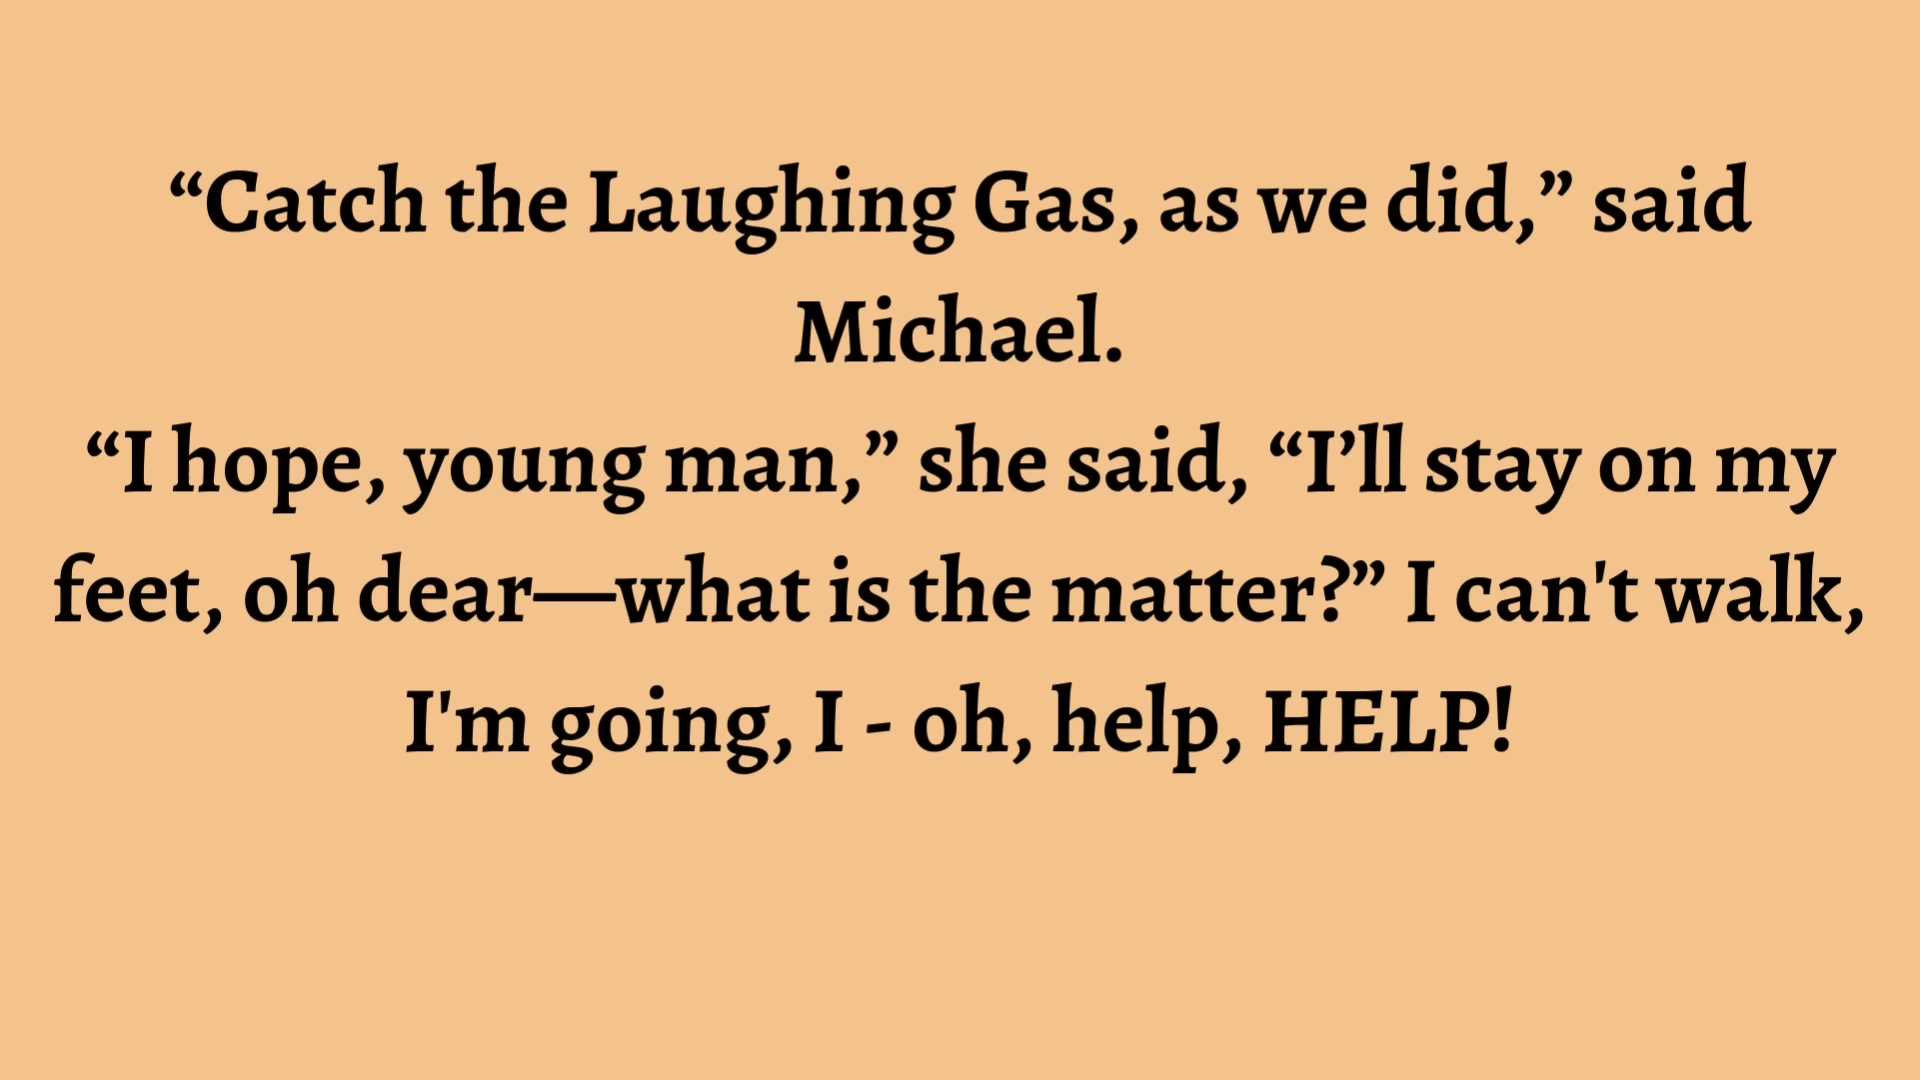 “Catch the Laughing Gas, as we did,” said
Michael.
“I hope, young man,” she said, “I’ll stay on my
feet, oh dear—what is the matter?” I can't walk,
I'm going, I - oh, help, HELP!